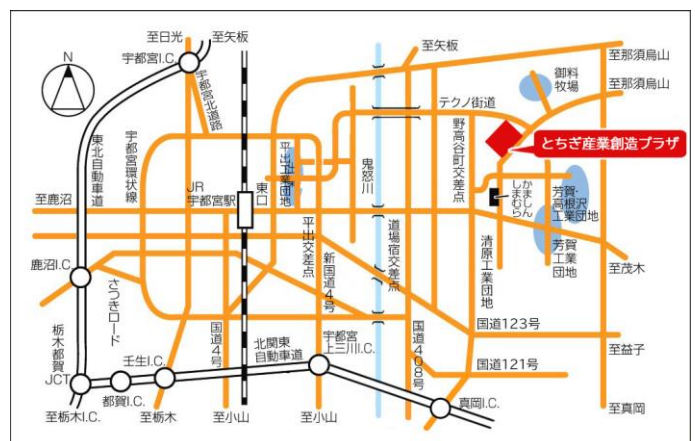 至日光
至矢板
宇都宮I.C.
N
宇都宮北道路
至矢板
至那須烏山
至那須烏山
御料
牧場
テクノ街道
とちぎ産業創造プラザ
東北自動車道
宇都宮環状線
平出工業団地
鬼怒川
野高谷町交差点
JR
宇都宮駅
東口
至鹿沼
かましん
しまむら
芳賀・
高根沢
工業団地
芳賀
工業
団地
平出交差点
新国道4号
道場宿交差点
清原工業団地
至茂木
鹿沼I.C
さつきロード
国道4号
北関東
自動車道
宇都宮
上三川I.C.
国道408号
国道123号
至益子
国道121号
栃木都賀
JCT
壬生I.C.
都賀I.C.
真岡I.C.
至栃木I.C.
至栃木
至小山
至小山
至真岡